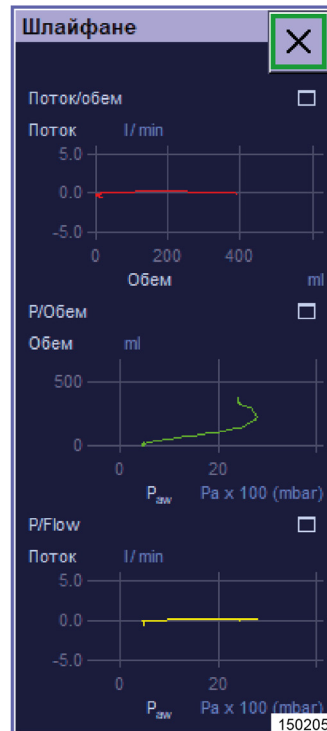 Шлайфане
Поток/обем
Поток l/min
5.0
0.0
-5.0
0 200 400
Обем ml
P/Обем
Обем ml
500
0
0 20
Paw Pa x 100 (mbar)
P/Flow
Поток l/min
5.0
0.0
-5.0
0 20
Paw Pa x 100 (mbar)
150205